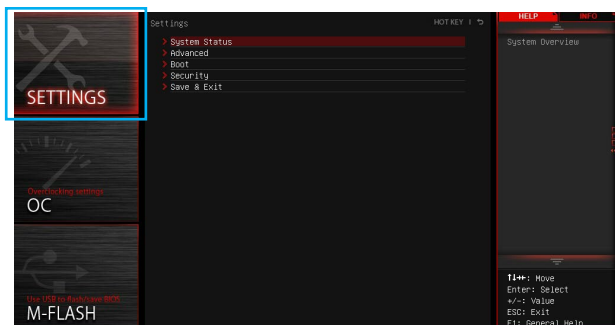 SETTINGS
Overclocking settings
OC
Use USB to flash/save BIOS
M-FLASH
Settings
HOT KEY
> System Status
> Advanced
> Boot
> Security
> Save & Exit
HELP
INFO
System Overview
↑↓→←: Move
Enter: Select
+/-: Value
ESC: Exit
F1: General Help